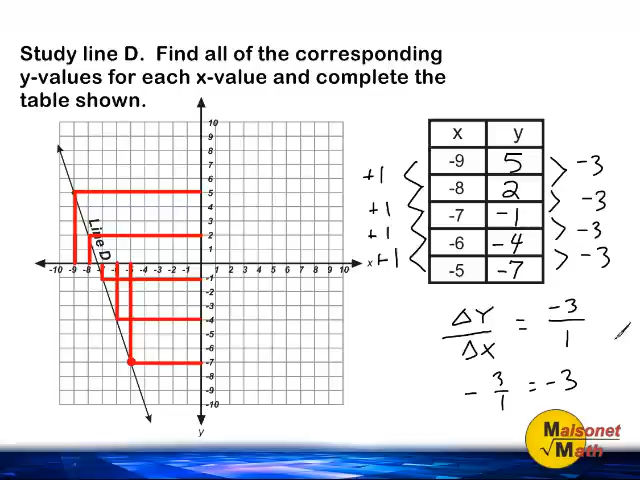 Study line D. Find all of the corresponding
y-values for each x-value and complete the
table shown.
x y
-9 5
-8 2
-7 -1
-6 -4
-5 -7
+1 -3
+1 -3
+1 -3
+1 -3
10
9
8
7
6
5
4
3
2
1
-10 -9 -8 -7 -6 -5 -4 -3 -2 -1 1 2 3 4 5 6 7 8 9 10 x
-1
-2
-3
-4
-5
-6
-7
-8
-9
-10
y
Line D
ΔY/ΔX = -3/1
- 3/1 = -3
Maisonet
√Math